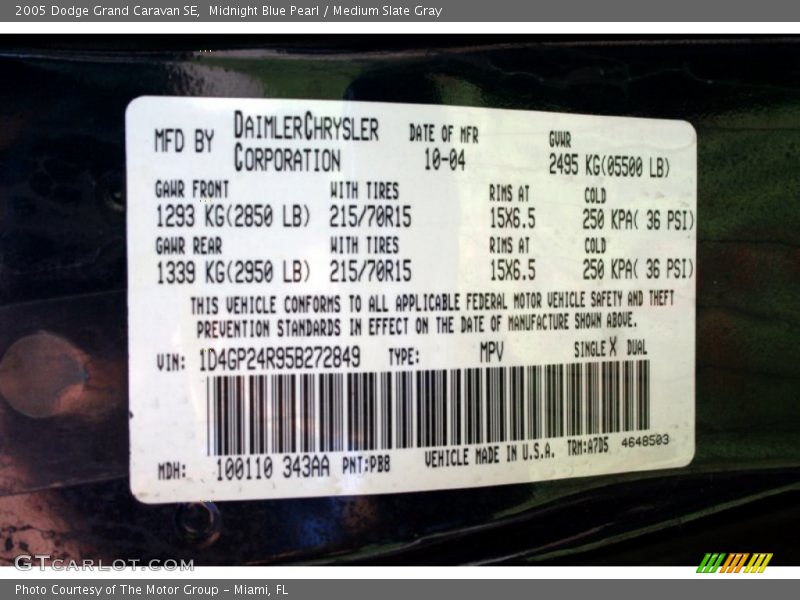 2005 Dodge Grand Caravan SE,  Midnight Blue Pearl / Medium Slate Gray
MFD BY DAIMLERCHRYSLER CORPORATION DATE OF MFR 10-04 GVWR 2495 KG(05500 LB)
GAWR FRONT WITH TIRES RIMS AT COLD
1293 KG(2850 LB) 215/70R15 15X6.5 250 KPA( 36 PSI)
GAWR REAR WITH TIRES RIMS AT COLD
1339 KG(2950 LB) 215/70R15 15X6.5 250 KPA( 36 PSI)
THIS VEHICLE CONFORMS TO ALL APPLICABLE FEDERAL MOTOR VEHICLE SAFETY AND THEFT
PREVENTION STANDARDS IN EFFECT ON THE DATE OF MANUFACTURE SHOWN ABOVE.
VIN: 1D4GP24R95B272849 TYPE: MPV SINGLE X DUAL
MDH: 100110 343AA PNT:PB8 VEHICLE MADE IN U.S.A. TRM:A7D5 4648503
GTCARLOT.COM
Photo Courtesy of The Motor Group - Miami, FL